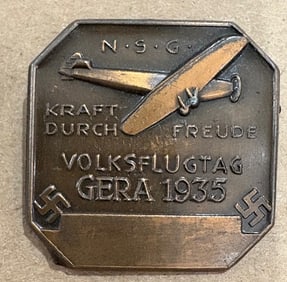 N·S·G·
KRAFT
DURCH FREUDE
VOLKSFLUGTAG
GERA 1935